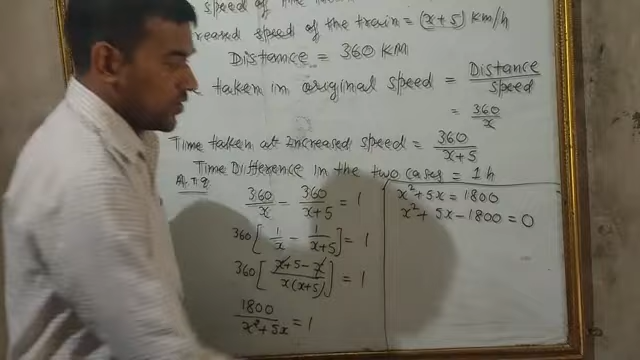 speed of the
reased speed of the train = (x+5) km/h
Distance = 360 KM
taken in original speed = Distance/Speed
= 360/x
Time taken at Increased speed = 360/x+5
Time Difference in the two cases = 1 h
A.T.Q
360/x - 360/x+5 = 1
360[1/x - 1/x+5] = 1
360[x+5-x/x(x+5)] = 1
1800/x²+5x = 1
x²+5x = 1800
x²+5x-1800 = 0